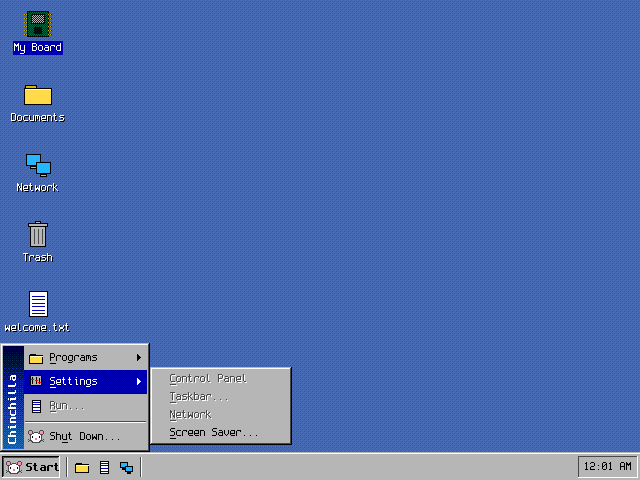 My Board
Documents
Network
Trash
welcome.txt
Chinchilla
Programs
Settings
Run...
Shut Down...
Control Panel
Taskbar...
Network
Screen Saver...
Start
12:01 AM